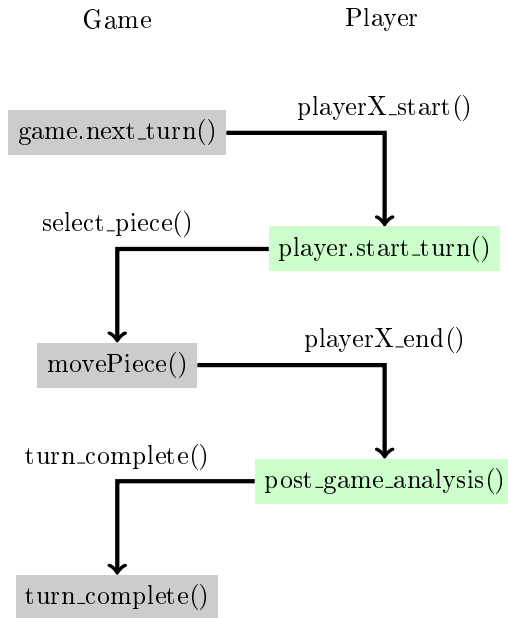 Game
Player
playerX_start()
game.next_turn()
select_piece()
player.start_turn()
playerX_end()
movePiece()
turn_complete()
post_game_analysis()
turn_complete()